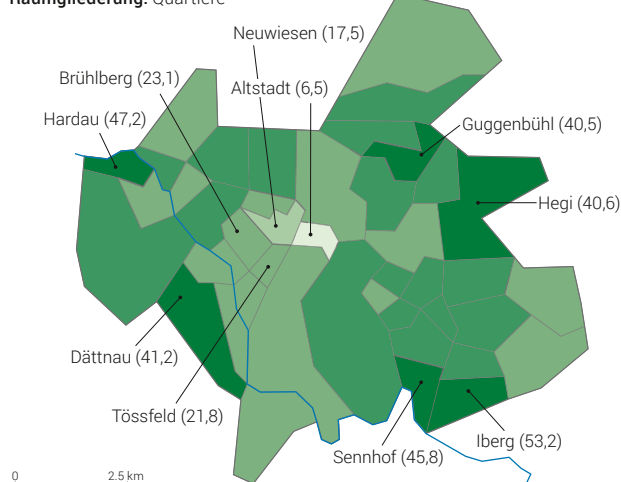 Raumgliederung: Quartiere
Neuwiesen (17,5)
Brühlberg (23,1)
Altstadt (6,5)
Hardau (47,2)
Guggenbühl (40,5)
Hegi (40,6)
Dättnau (41,2)
Tössfeld (21,8)
Iberg (53,2)
Sennhof (45,8)
0 2.5 km